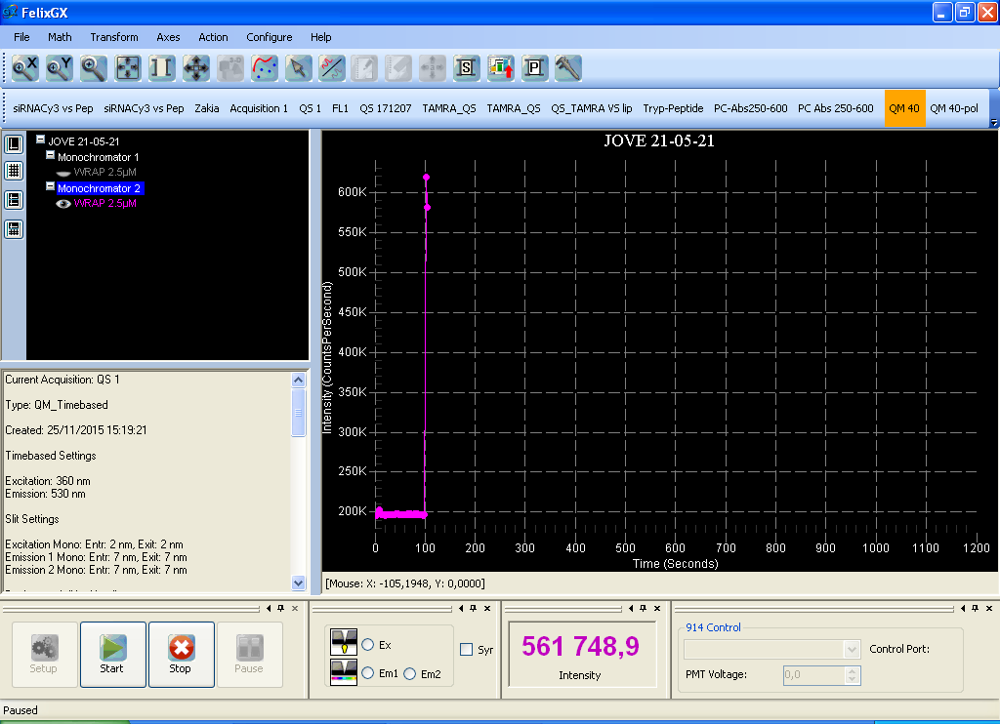 FelixGX
File Math Transform Axes Action Configure Help
X Y S P
siRNACy3 vs Pep siRNACy3 vs Pep Zakia Acquisition 1 QS 1 FL1 QS 171207 TAMRA_QS TAMRA_QS QS_TAMRA VS lip Tryp-Peptide PC-Abs250-600 PC Abs 250-600 QM 40 QM 40-pol
JOVE 21-05-21
Monochromator 1
WRAP 2.5µM
Monochromator 2
WRAP 2.5µM
Current Acquisition: QS 1
Type: QM_Timebased
Created: 25/11/2015 15:19:21
Timebased Settings
Excitation: 360 nm
Emission: 530 nm
Slit Settings
Excitation Mono: Entr: 2 nm, Exit: 2 nm
Emission 1 Mono: Entr: 7 nm, Exit: 7 nm
Emission 2 Mono: Entr: 7 nm, Exit: 7 nm
JOVE 21-05-21
Intensity (CountsPerSecond)
600K
550K
500K
450K
400K
350K
300K
250K
200K
0 100 200 300 400 500 600 700 800 900 1000 1100 1200
Time (Seconds)
[Mouse: X: -105,1948, Y: 0,0000]
Setup Start Stop Pause
Ex
Em1 Em2
Syr
561 748,9
Intensity
914 Control
Control Port:
PMT Voltage: 0,0
Paused